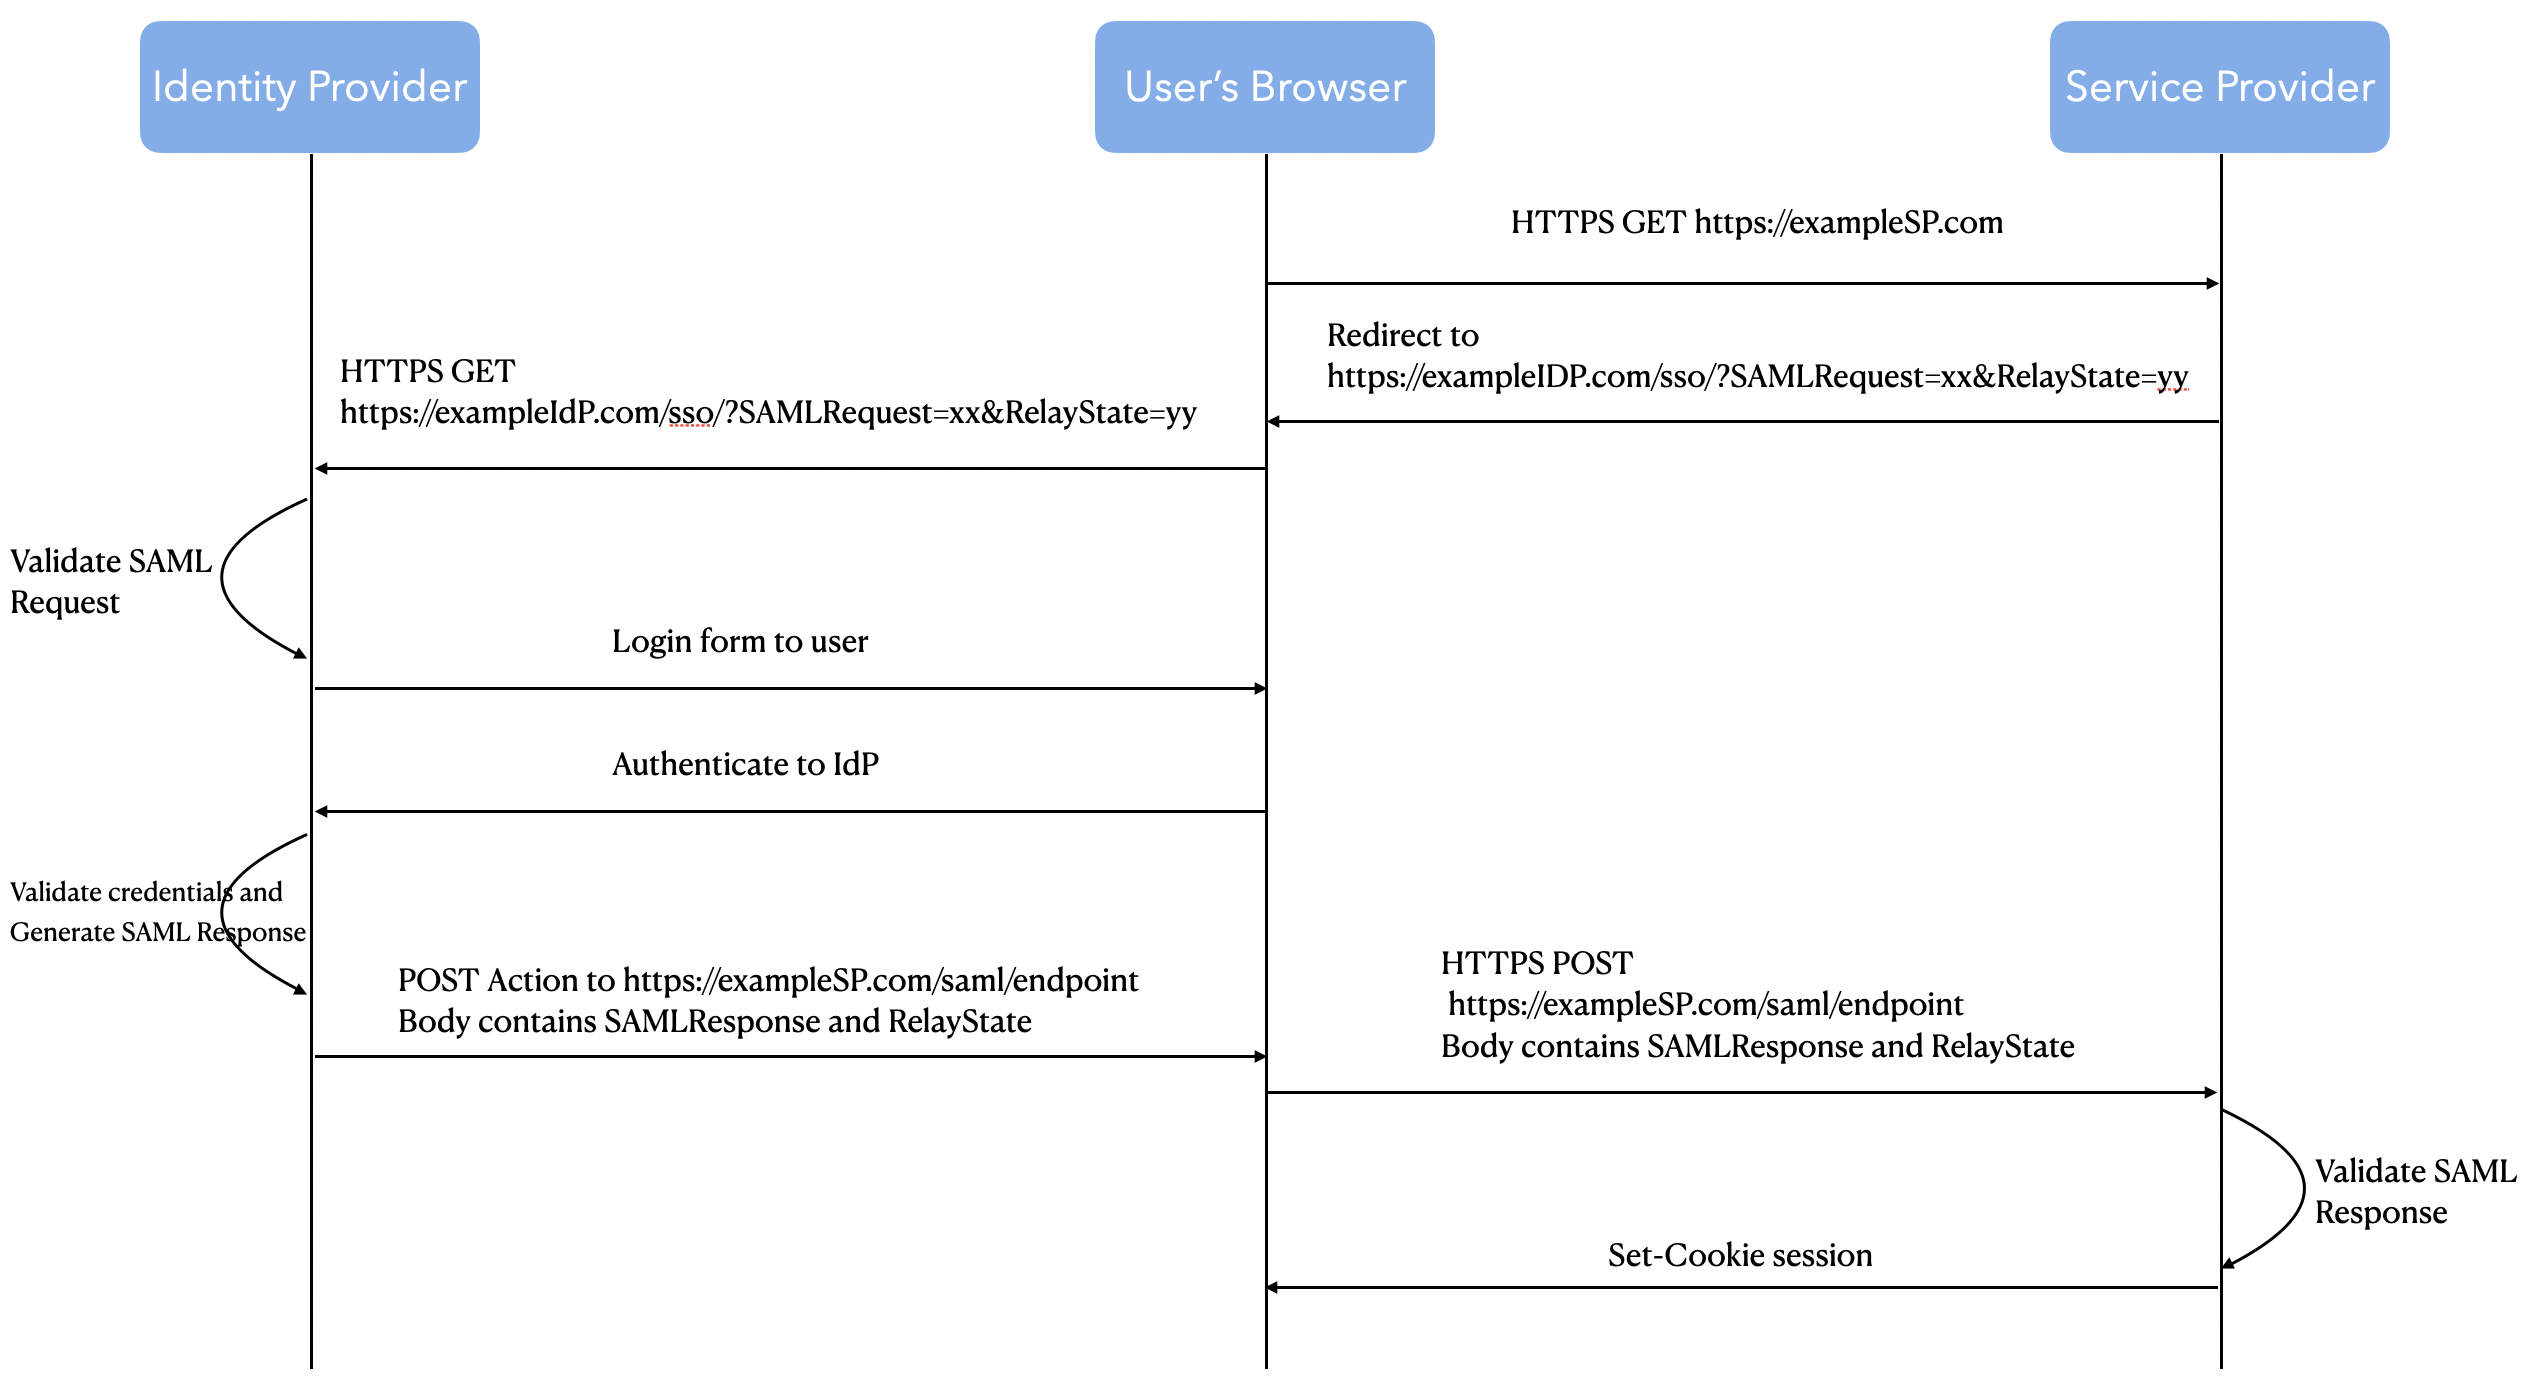 Identity Provider
User’s Browser
Service Provider
HTTPS GET https://exampleSP.com
Redirect to
https://exampleIDP.com/sso/?SAMLRequest=xx&RelayState=yy
HTTPS GET
https://exampleIdP.com/sso/?SAMLRequest=xx&RelayState=yy
Validate SAML
Request
Login form to user
Authenticate to IdP
Validate credentials and
Generate SAML Response
POST Action to https://exampleSP.com/saml/endpoint
Body contains SAMLResponse and RelayState
HTTPS POST
https://exampleSP.com/saml/endpoint
Body contains SAMLResponse and RelayState
Validate SAML
Response
Set-Cookie session